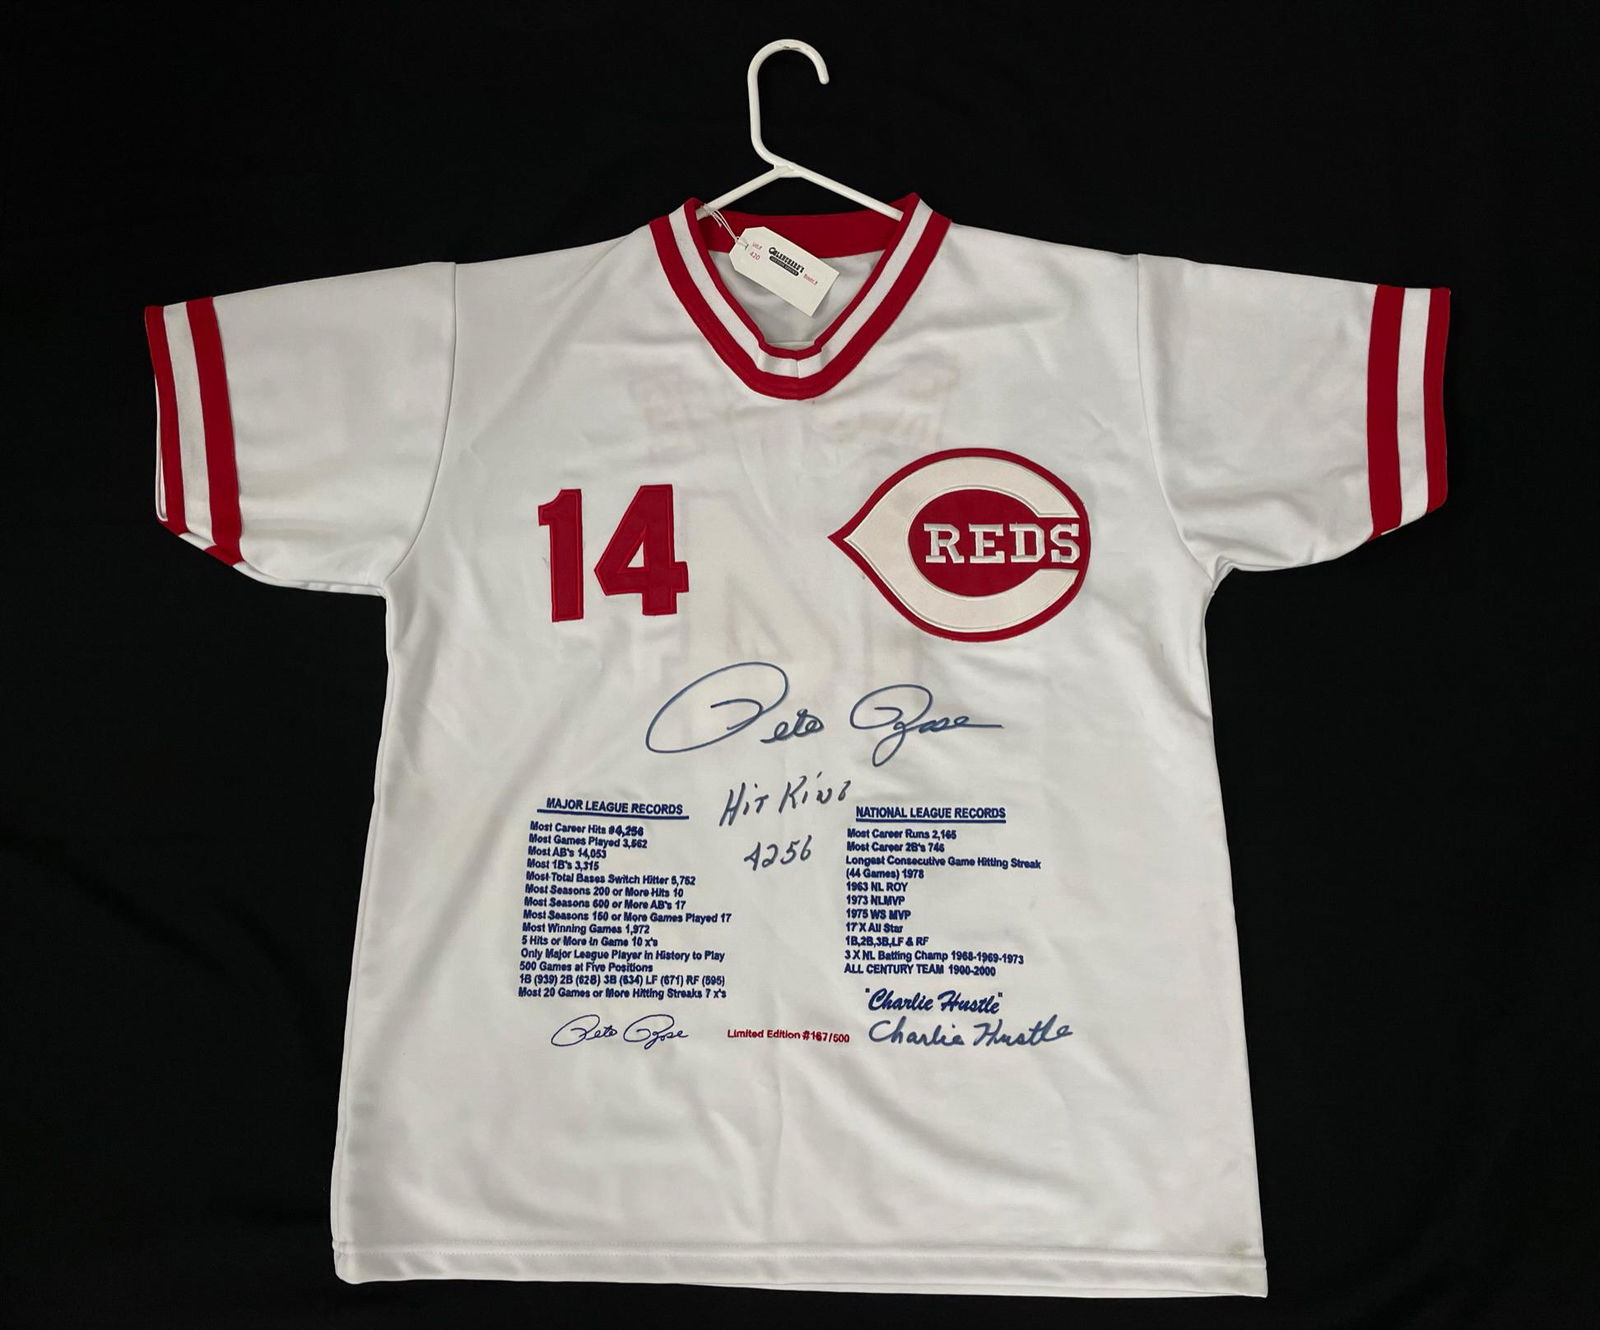 LOT# 420
14
REDS
Pete Rose
Hit King
4256
MAJOR LEAGUE RECORDS
Most Career Hits #4,256
Most Games Played 3,562
Most AB's 14,053
Most 1B's 3,315
Most Total Bases Switch Hitter 5,752
Most Seasons 200 or More Hits 10
Most Seasons 600 or More AB's 17
Most Seasons 150 or More Games Played 17
Most Winning Games 1,972
5 Hits or More in Game 10 x's
Only Major League Player in History to Play
500 Games at Five Positions
1B (939) 2B (628) 3B (634) LF (671) RF (595)
Most 20 Games or More Hitting Streaks 7 x's
Pete Rose
Limited Edition #167/500
NATIONAL LEAGUE RECORDS
Most Career Runs 2,165
Most Career 2B's 746
Longest Consecutive Game Hitting Streak
(44 Games) 1978
1963 NL ROY
1973 NLMVP
1975 WS MVP
17 X All Star
1B,2B,3B,LF & RF
3 X NL Batting Champ 1968-1969-1973
ALL CENTURY TEAM 1900-2000
"Charlie Hustle"
Charlie Hustle